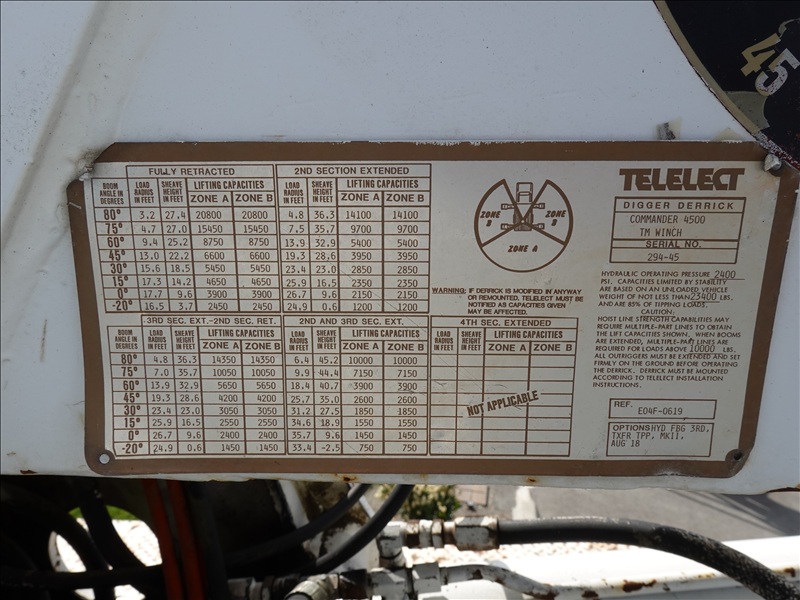 45
FULLY RETRACTED 2ND SECTION EXTENDED
BOOM ANGLE IN DEGREES LOAD RADIUS IN FEET SHEAVE HEIGHT IN FEET LIFTING CAPACITIES ZONE A ZONE B LOAD RADIUS IN FEET SHEAVE HEIGHT IN FEET LIFTING CAPACITIES ZONE A ZONE B
80° 3.2 27.4 20800 20800 4.8 36.3 14100 14100
75° 4.7 27.0 15450 15450 7.5 35.7 9700 9700
60° 9.4 25.2 8750 8750 13.9 32.9 5400 5400
45° 13.0 22.2 6600 6600 19.3 28.6 3950 3950
30° 15.6 18.5 5450 5450 23.4 23.0 2850 2850
15° 17.3 14.2 4650 4650 25.9 16.5 2350 2350
0° 17.7 9.6 3900 3900 26.7 9.6 2150 2150
-20° 16.5 3.7 2450 2450 24.9 0.6 1200 1200
3RD SEC. EXT.-2ND SEC. RET. 2ND AND 3RD SEC. EXT. 4TH SEC. EXTENDED
BOOM ANGLE IN DEGREES LOAD RADIUS IN FEET SHEAVE HEIGHT IN FEET LIFTING CAPACITIES ZONE A ZONE B LOAD RADIUS IN FEET SHEAVE HEIGHT IN FEET LIFTING CAPACITIES ZONE A ZONE B LOAD RADIUS IN FEET SHEAVE HEIGHT IN FEET LIFTING CAPACITIES ZONE A ZONE B
80° 4.8 36.3 14350 14350 6.4 45.2 10000 10000
75° 7.0 35.7 10050 10050 9.9 44.4 7150 7150
60° 13.9 32.9 5650 5650 18.4 40.7 3900 3900
45° 19.3 28.6 4200 4200 25.7 35.0 2600 2600
30° 23.4 23.0 3050 3050 31.2 27.5 1850 1850
15° 25.9 16.5 2550 2550 34.6 18.9 1550 1550
0° 26.7 9.6 2400 2400 35.7 9.6 1450 1450
-20° 24.9 0.6 1450 1450 33.4 -2.5 750 750
NOT APPLICABLE
ZONE B
ZONE B
ZONE A
WARNING: IF DERRICK IS MODIFIED IN ANYWAY
OR REMOUNTED. TELELECT MUST BE
NOTIFIED AS CAPACITIES GIVEN
MAY BE AFFECTED.
TELELECT
DIGGER DERRICK
COMMANDER 4500
TM WINCH
SERIAL NO.
294-45
HYDRAULIC OPERATING PRESSURE 2400
PSI. CAPACITIES LIMITED BY STABILITY
ARE BASED ON AN UNLOADED VEHICLE
WEIGHT OF NOT LESS THAN 23400 LBS.
AND ARE 85% OF TIPPING LOADS.
CAUTION.
HOIST LINE STRENGTH CAPABILITIES MAY
REQUIRE MULTIPLE-PART LINES TO OBTAIN
THE LIFT CAPACITIES SHOWN. WHEN BOOMS
ARE EXTENDED, MULTIPLE-PART LINES ARE
REQUIRED FOR LOADS ABOVE 10000 LBS.
ALL OUTRIGGERS MUST BE EXTENDED AND SET
FIRMLY ON THE GROUND BEFORE OPERATING
THE DERRICK. DERRICK MUST BE MOUNTED
ACCORDING TO TELELECT INSTALLATION
INSTRUCTIONS.
REF.
E04F-0619
OPTIONS HYD FBG 3RD,
TXFR TPP, MKII,
AUG 18